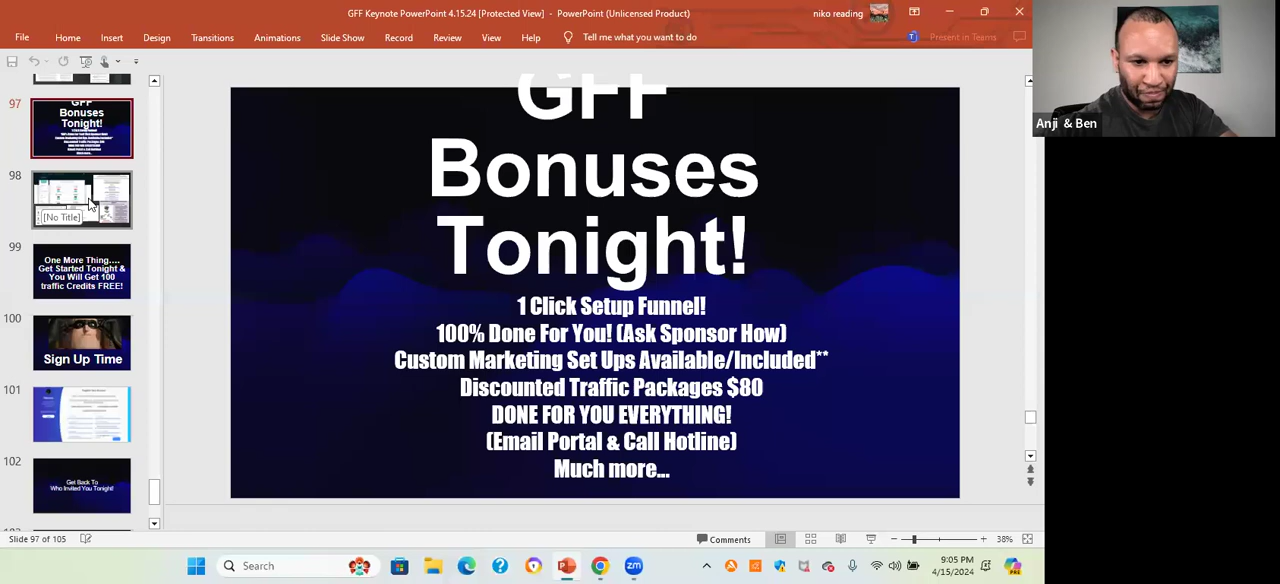 GFF Keynote PowerPoint 4.15.24 [Protected View] - PowerPoint (Unlicensed Product)
niko reading
File Home Insert Design Transitions Animations Slide Show Record Review View Help Tell me what you want to do
Present in Teams
97
GFF
Bonuses
Tonight!
98
[No Title]
99
One More Thing....
Get Started Tonight &
You Will Get 100
traffic Credits FREE!
100
Sign Up Time
101
102
Get Back To
Who Invited You Tonight!
GFF
Bonuses
Tonight!
1 Click Setup Funnel!
100% Done For You! (Ask Sponsor How)
Custom Marketing Set Ups Available/Included**
Discounted Traffic Packages $80
DONE FOR YOU EVERYTHING!
(Email Portal & Call Hotline)
Much more...
Anji & Ben
Slide 97 of 105
Comments
38%
Search
zm
9:05 PM
4/15/2024